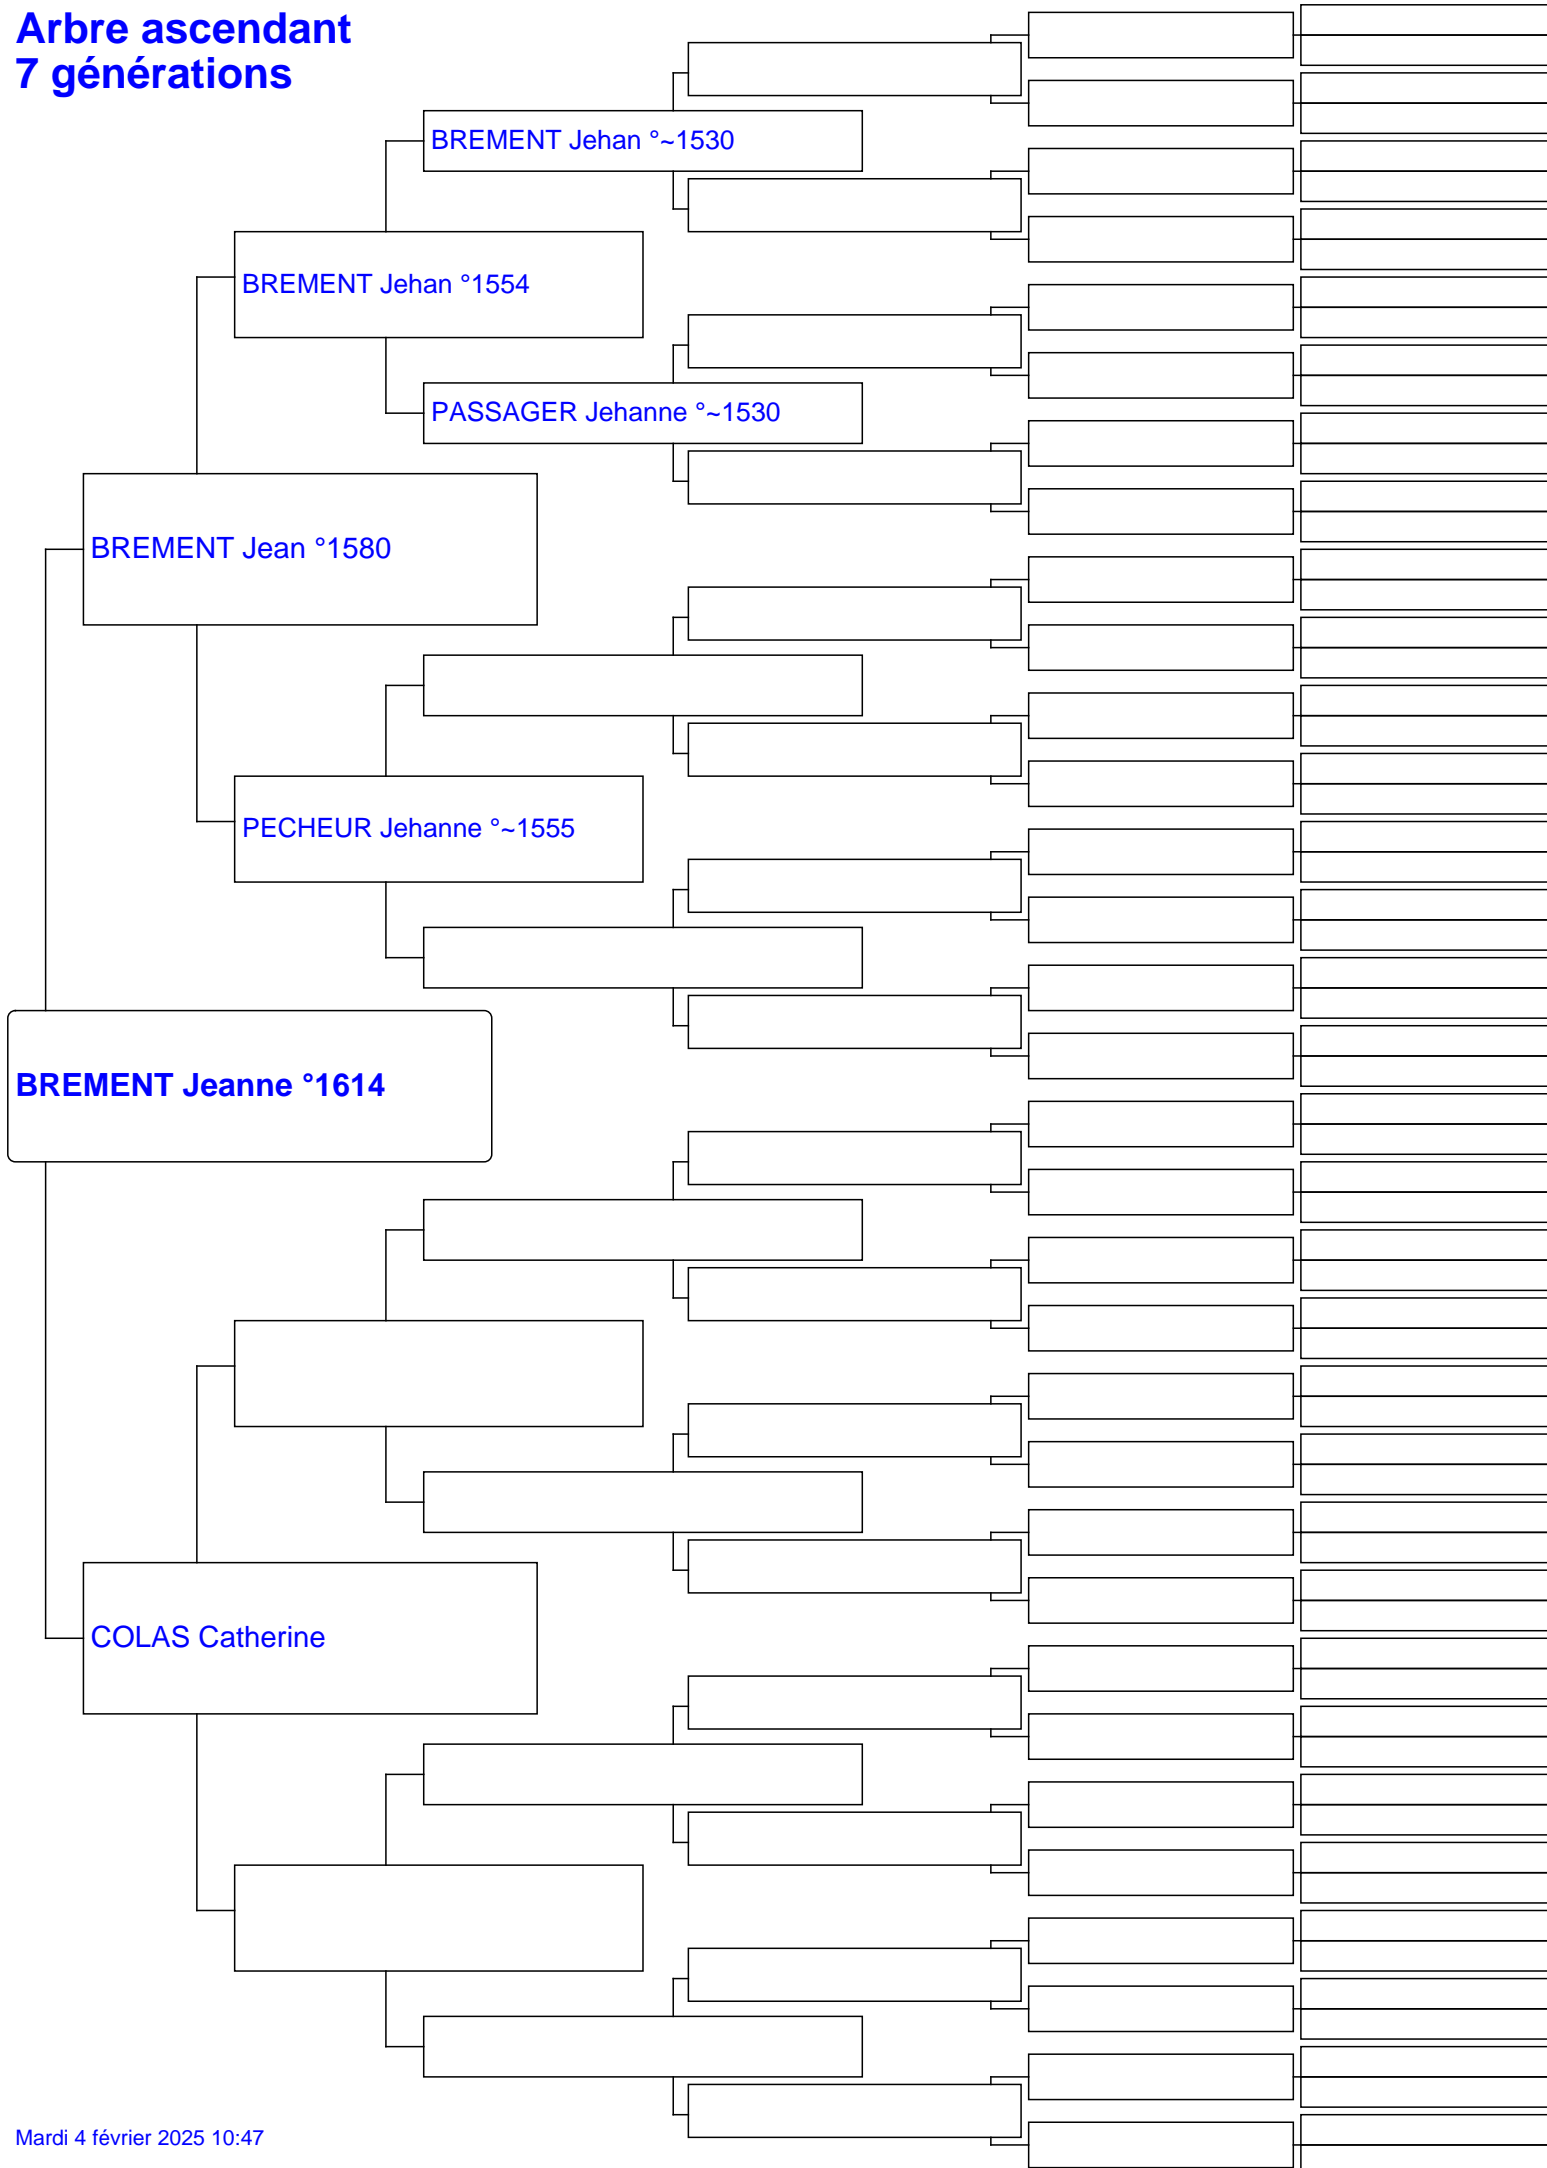 Arbre ascendant
7 générations
BREMENT Jehan °~1530
BREMENT Jehan °1554
PASSAGER Jehanne °~1530
BREMENT Jean °1580
PECHEUR Jehanne °~1555
BREMENT Jeanne °1614
COLAS Catherine
Mardi 4 février 2025 10:47